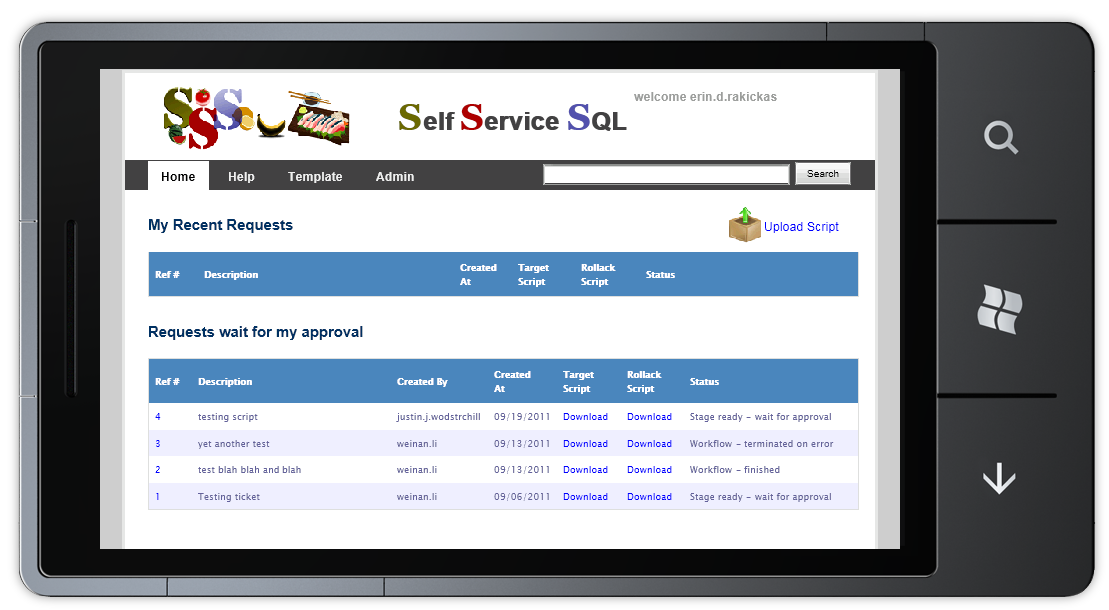 SSS
Self Service SQL
welcome erin.d.rakickas
Home Help Template Admin Search
My Recent Requests
Upload Script
Ref # Description Created At Target Script Rollack Script Status
Requests wait for my approval
Ref # Description Created By Created At Target Script Rollack Script Status
4 testing script justin.j.wodstrchill 09/19/2011 Download Download Stage ready - wait for approval
3 yet another test weinan.li 09/13/2011 Download Download Workflow - terminated on error
2 test blah blah and blah weinan.li 09/13/2011 Download Download Workflow - finished
1 Testing ticket weinan.li 09/06/2011 Download Download Stage ready - wait for approval